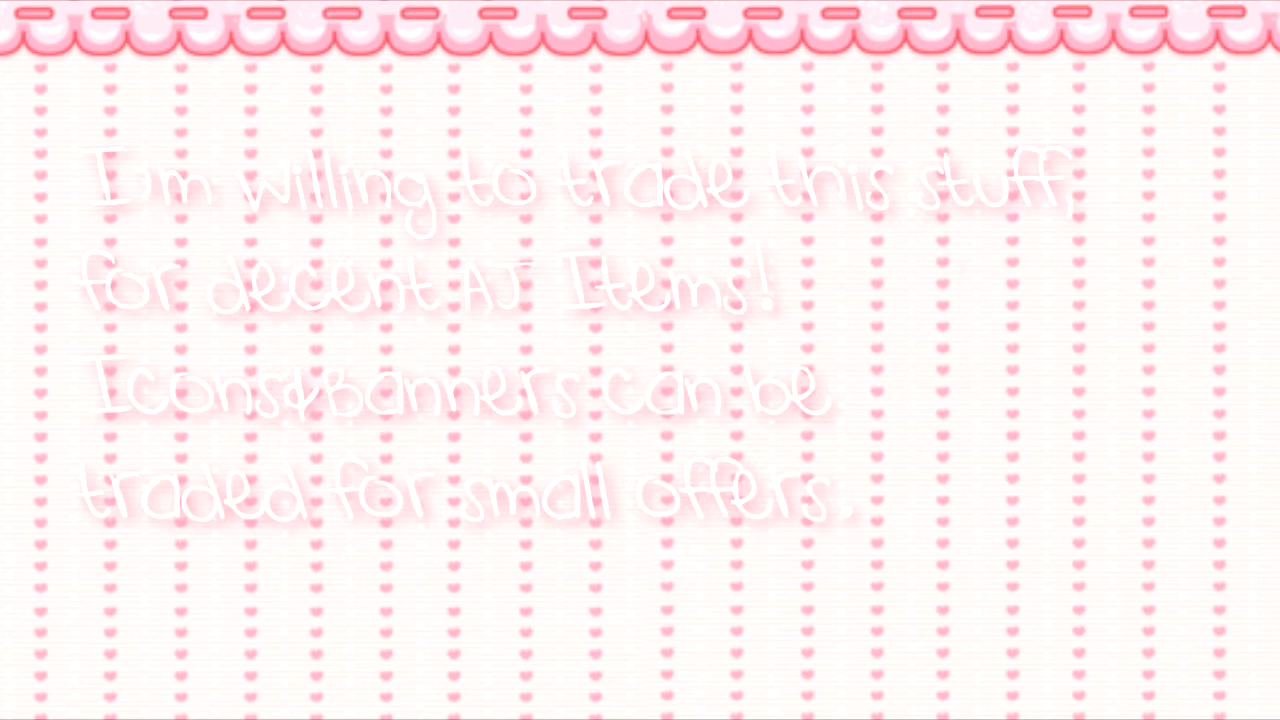 I'm willing to trade this stuff,
for decent AJ Items!
Icons&Banners can be
traded for small offers.